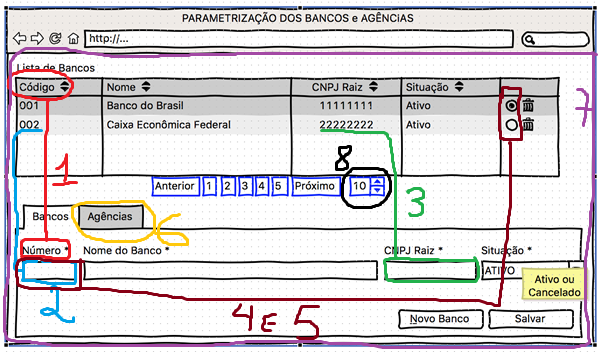 PARAMETRIZAÇÃO DOS BANCOS e AGÊNCIAS
http://...
Lista de Bancos
Código Nome CNPJ Raiz Situação
001 Banco do Brasil 11111111 Ativo
002 Caixa Econômica Federal 22222222 Ativo
7
8
1
Anterior 1 2 3 4 5 Próximo 10
3
Bancos Agências
6
Número * Nome do Banco * CNPJ Raiz * Situação *
ATIVO
Ativo ou
Cancelado
2
4 E 5
Novo Banco Salvar